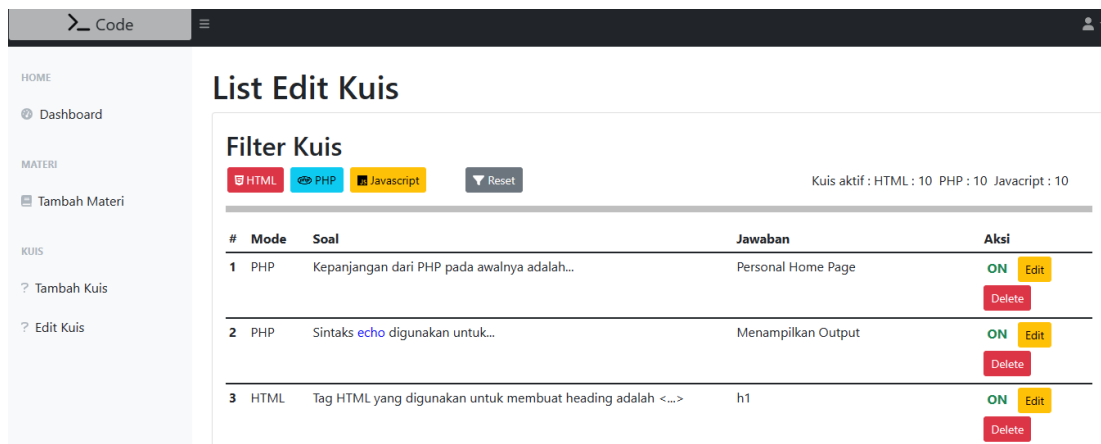 Code
HOME
Dashboard
MATERI
Tambah Materi
KUIS
? Tambah Kuis
? Edit Kuis
List Edit Kuis
Filter Kuis
HTML PHP Javascript Reset Kuis aktif : HTML : 10 PHP : 10 Javacript : 10
# Mode Soal Jawaban Aksi
1 PHP Kepanjangan dari PHP pada awalnya adalah... Personal Home Page ON Edit
Delete
2 PHP Sintaks echo digunakan untuk... Menampilkan Output ON Edit
Delete
3 HTML Tag HTML yang digunakan untuk membuat heading adalah <...> h1 ON Edit
Delete